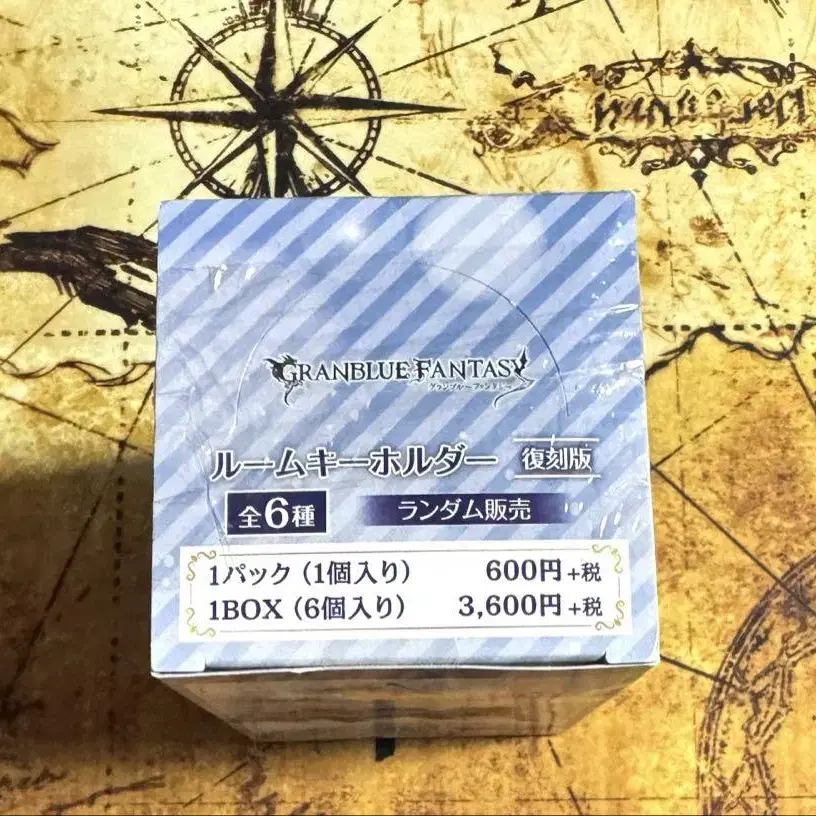 GRANBLUE FANTASY
グランブルーファンタジー
ルームキーホルダー 復刻版
全6種 ランダム販売
1パック（1個入り） 600円+税
1BOX（6個入り） 3,600円+税